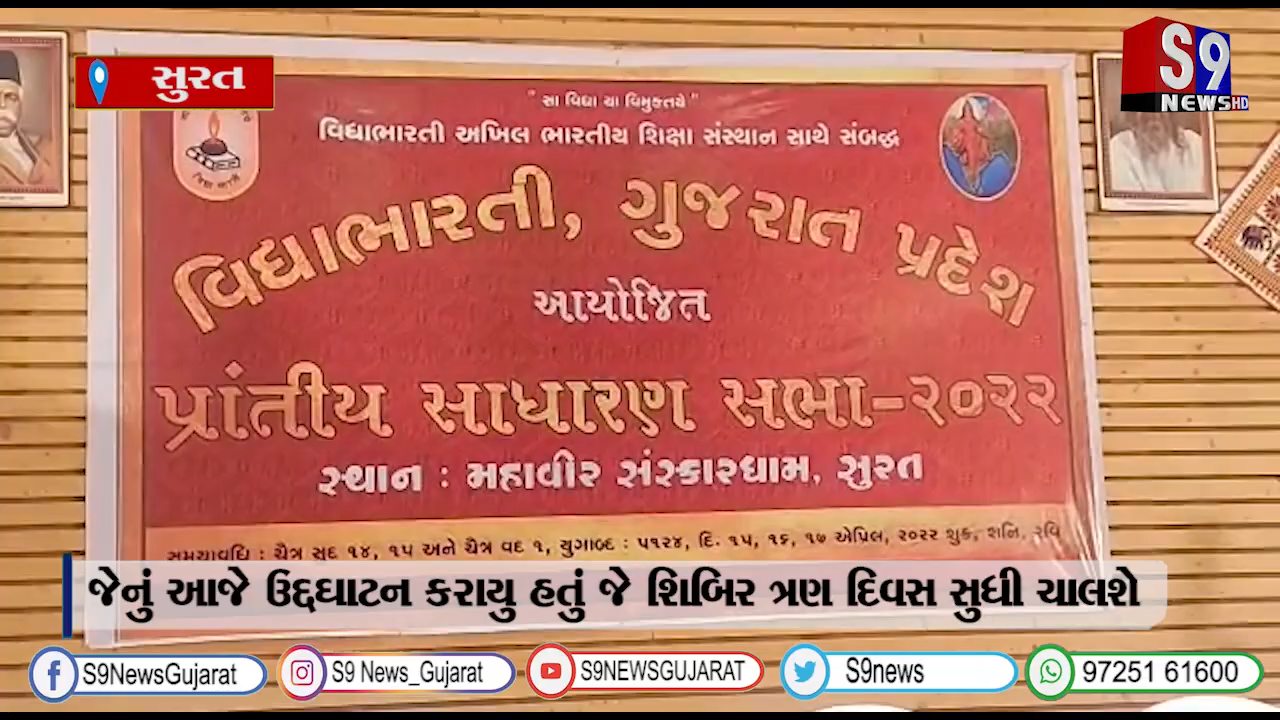 સુરત
S9
NEWS HD
" સા વિદ્યા યા વિમુક્તયે "
વિદ્યાભારતી અખિલ ભારતીય શિક્ષા સંસ્થાન સાથે સંબદ્ધ
વિદ્યાભારતી, ગુજરાત પ્રદેશ
આયોજિત
પ્રાંતીય સાધારણ સભા-૨૦૨૨
સ્થાન : મહાવીર સંસ્કારધામ, સુરત
સમયાવધિ : ચૈત્ર સુદ ૧૪, ૧૫ અને ચૈત્ર વદ ૧, યુગાબ્દ : ૫૧૨૪, દિ. ૧૫, ૧૬, ૧૭ એપ્રિલ, ૨૦૨૨ શુક્ર, શનિ, રવિ
જેનું આજે ઉદ્દઘાટન કરાયુ હતું જે શિબિર ત્રણ દિવસ સુધી ચાલશે
S9NewsGujarat
S9 News_Gujarat
S9NEWSGUJARAT
S9news
97251 61600